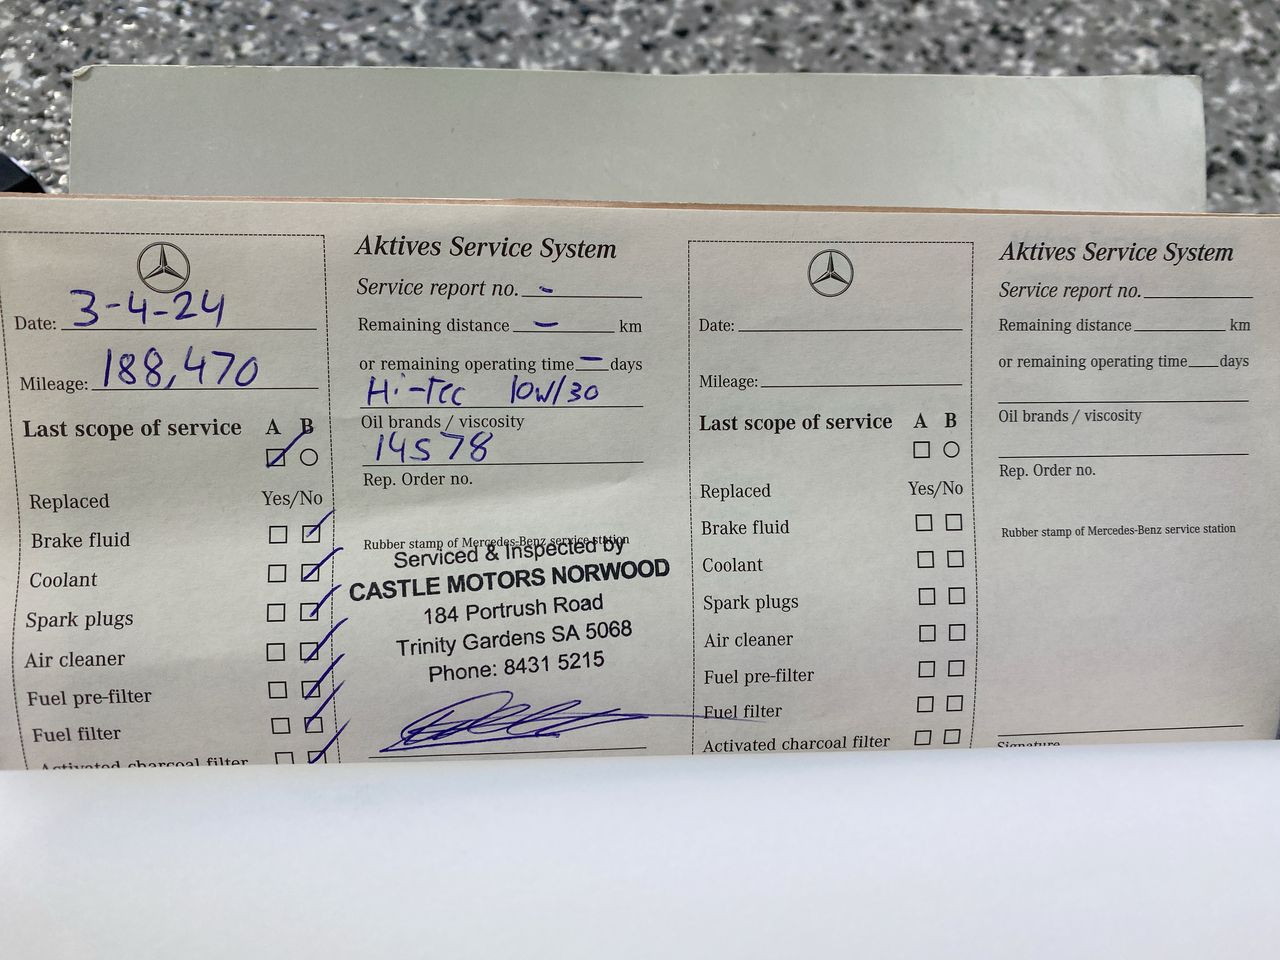 Date: 3-4-24
Mileage: 188,470
Last scope of service A B
Replaced Yes/No
Brake fluid
Coolant
Spark plugs
Air cleaner
Fuel pre-filter
Fuel filter
Activated charcoal filter
Aktives Service System
Service report no. -
Remaining distance - km
or remaining operating time - days
Hi-Tec 10W/30
Oil brands / viscosity
14578
Rep. Order no.
Rubber stamp of Mercedes-Benz service station
Serviced & Inspected by
CASTLE MOTORS NORWOOD
184 Portrush Road
Trinity Gardens SA 5068
Phone: 8431 5215
Date:
Mileage:
Last scope of service A B
Replaced Yes/No
Brake fluid
Coolant
Spark plugs
Air cleaner
Fuel pre-filter
Fuel filter
Activated charcoal filter
Aktives Service System
Service report no.
Remaining distance km
or remaining operating time days
Oil brands / viscosity
Rep. Order no.
Rubber stamp of Mercedes-Benz service station
Signature